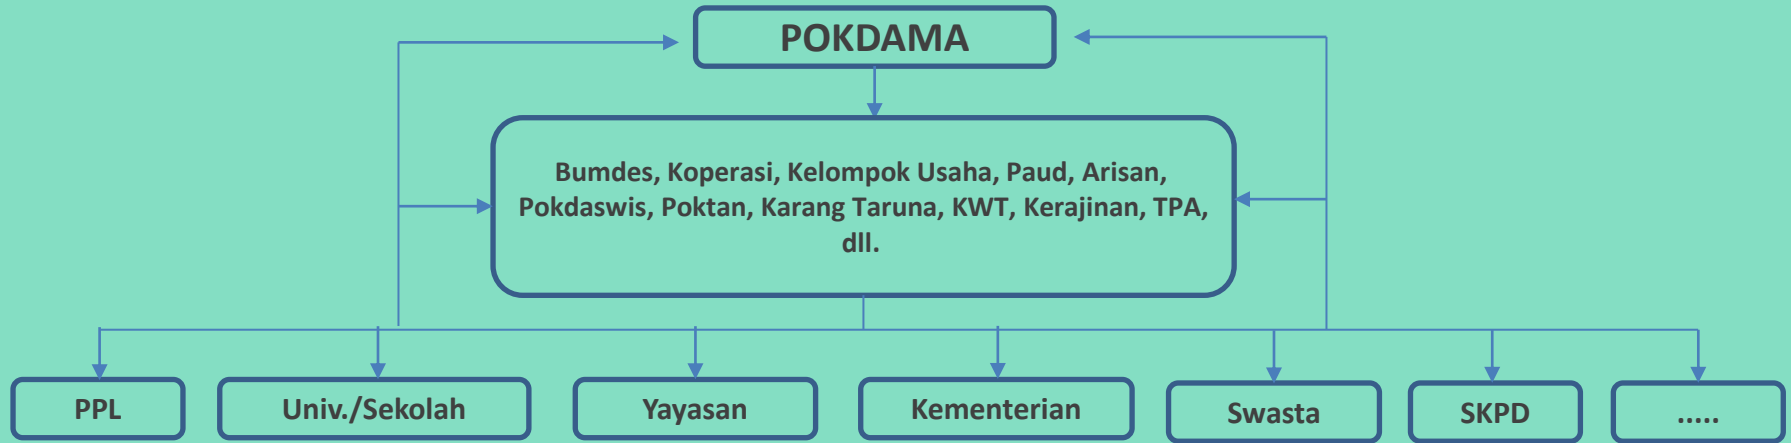 POKDAMA
Bumdes, Koperasi, Kelompok Usaha, Paud, Arisan,
Pokdaswis, Poktan, Karang Taruna, KWT, Kerajinan, TPA,
dll.
PPL
Univ./Sekolah
Yayasan
Kementerian
Swasta
SKPD
.....